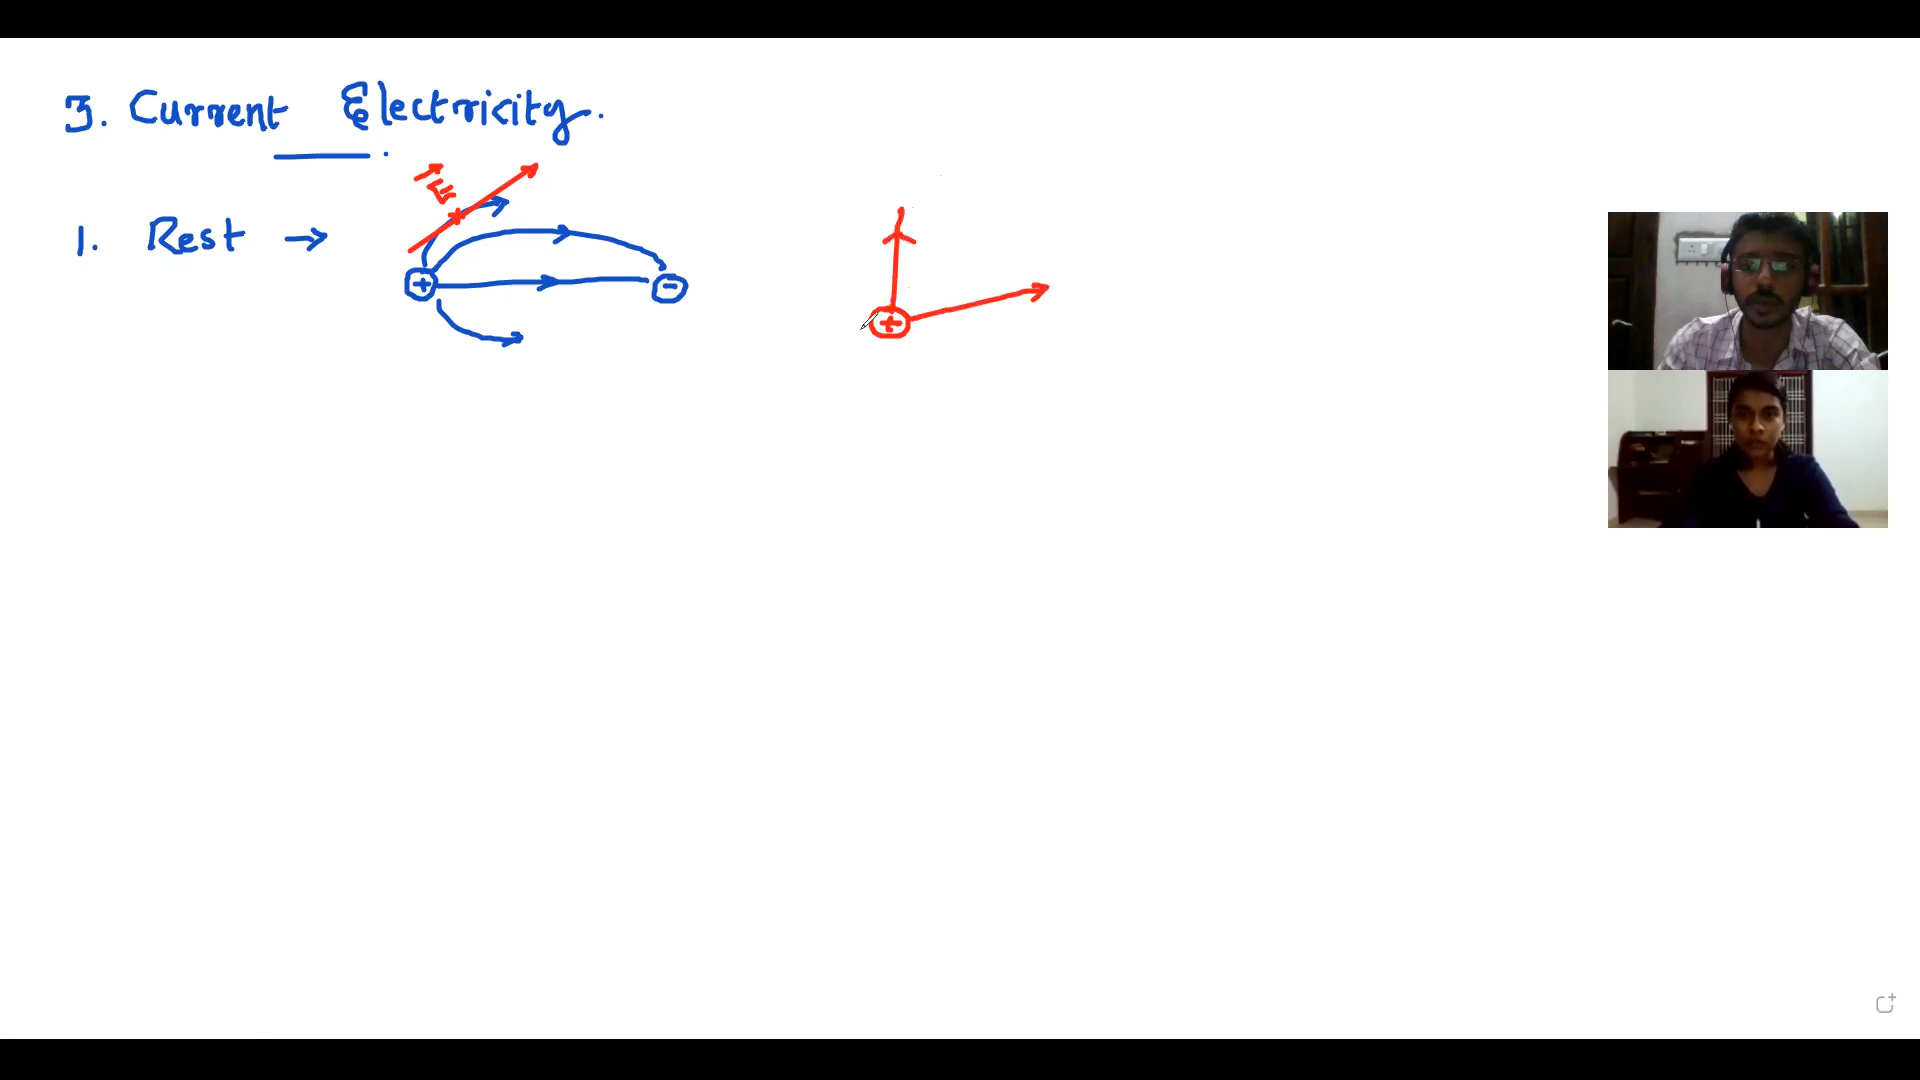 3. Current Electricity.
1. Rest →
E
+ -
+